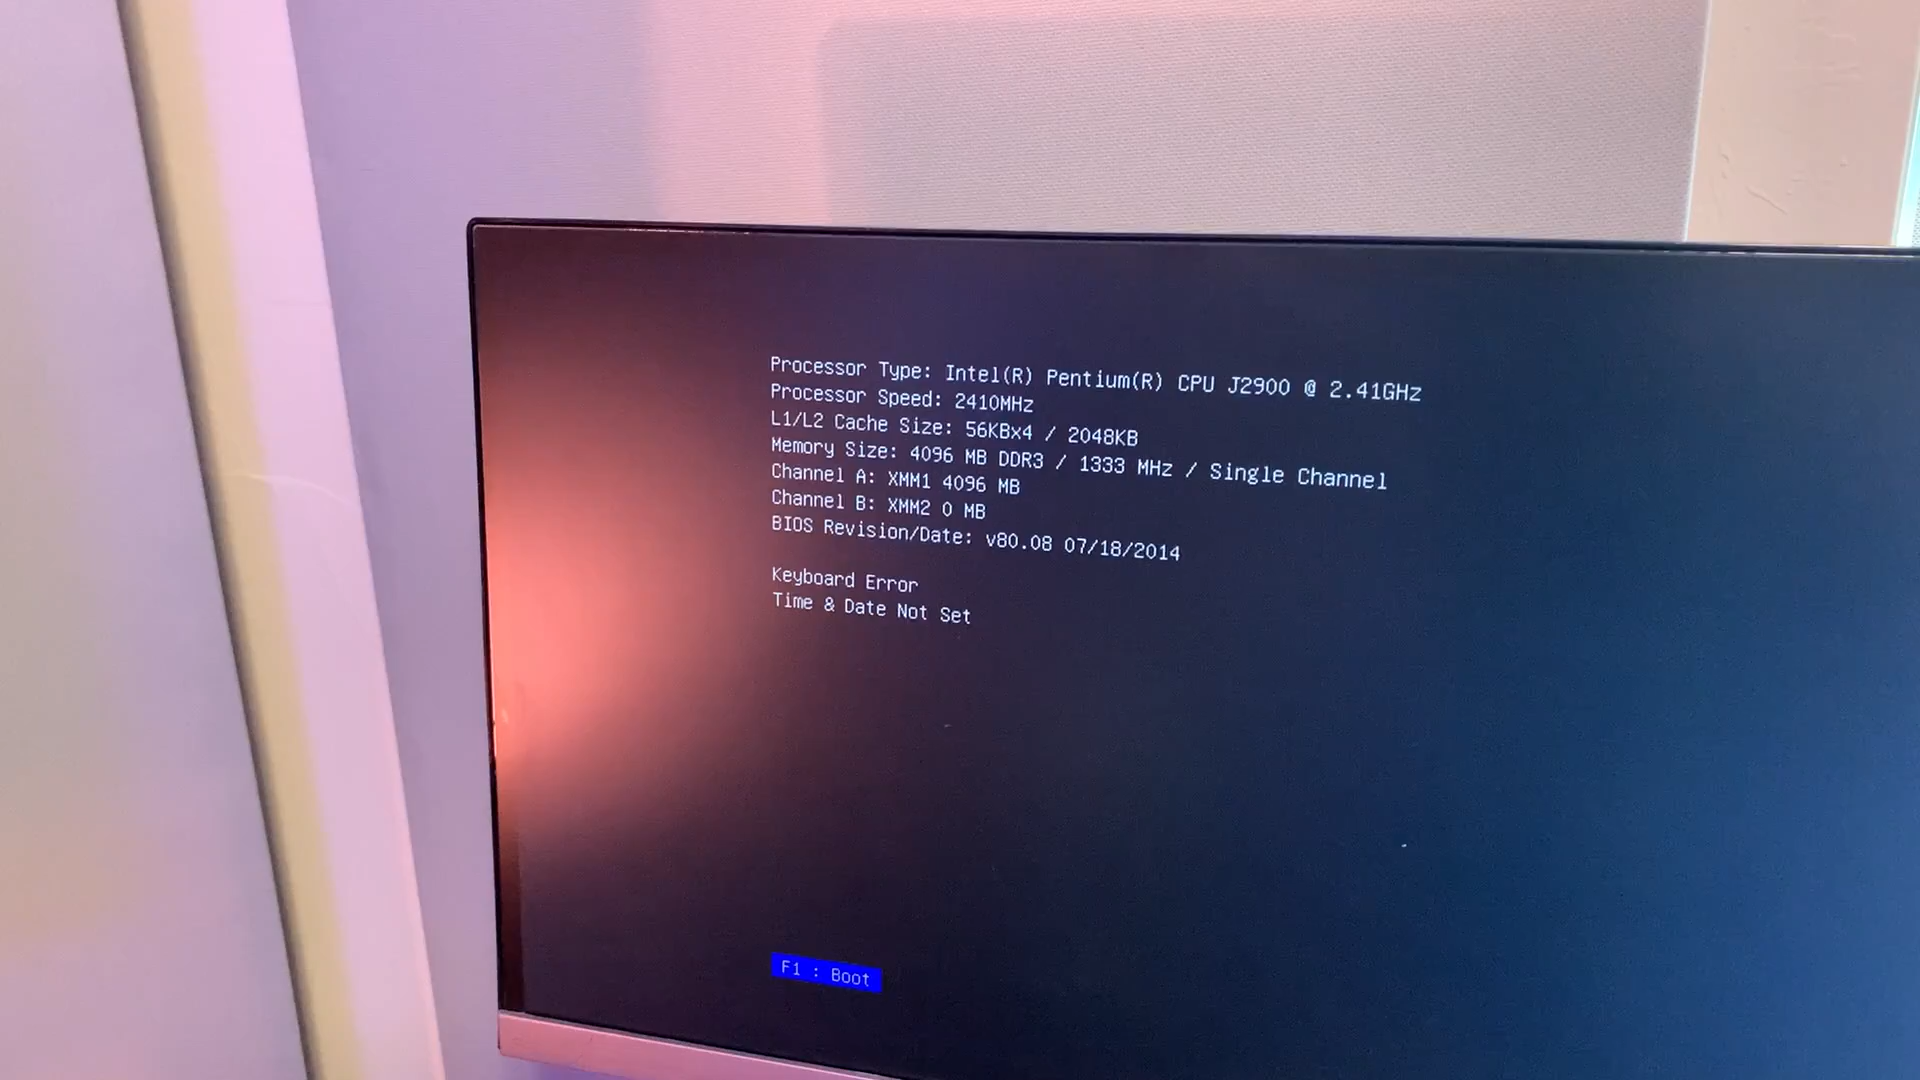 Processor Type: Intel(R) Pentium(R) CPU J2900 @ 2.41GHz
Processor Speed: 2410MHz
L1/L2 Cache Size: 56KBx4 / 2048KB
Memory Size: 4096 MB DDR3 / 1333 MHz / Single Channel
Channel A: XMM1 4096 MB
Channel B: XMM2 0 MB
BIOS Revision/Date: v80.08 07/18/2014
Keyboard Error
Time & Date Not Set
F1 : Boot